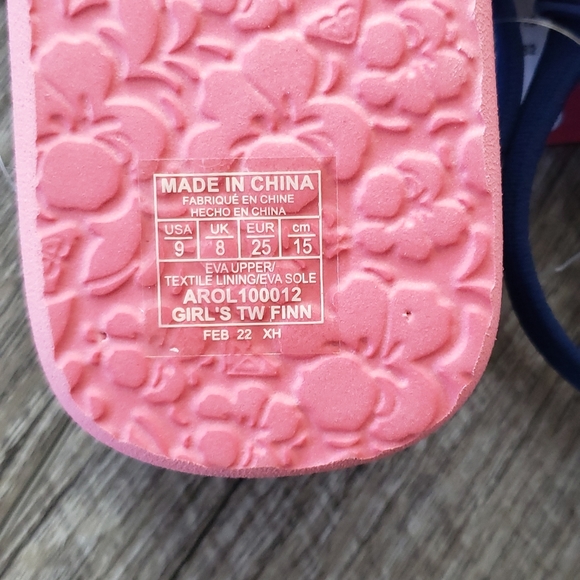 MADE IN CHINA
FABRIQUÉ EN CHINE
HECHO EN CHINA
USA UK EUR cm
9 8 25 15
EVA UPPER/
TEXTILE LINING/EVA SOLE
AROL100012
GIRL'S TW FINN
FEB 22 XH